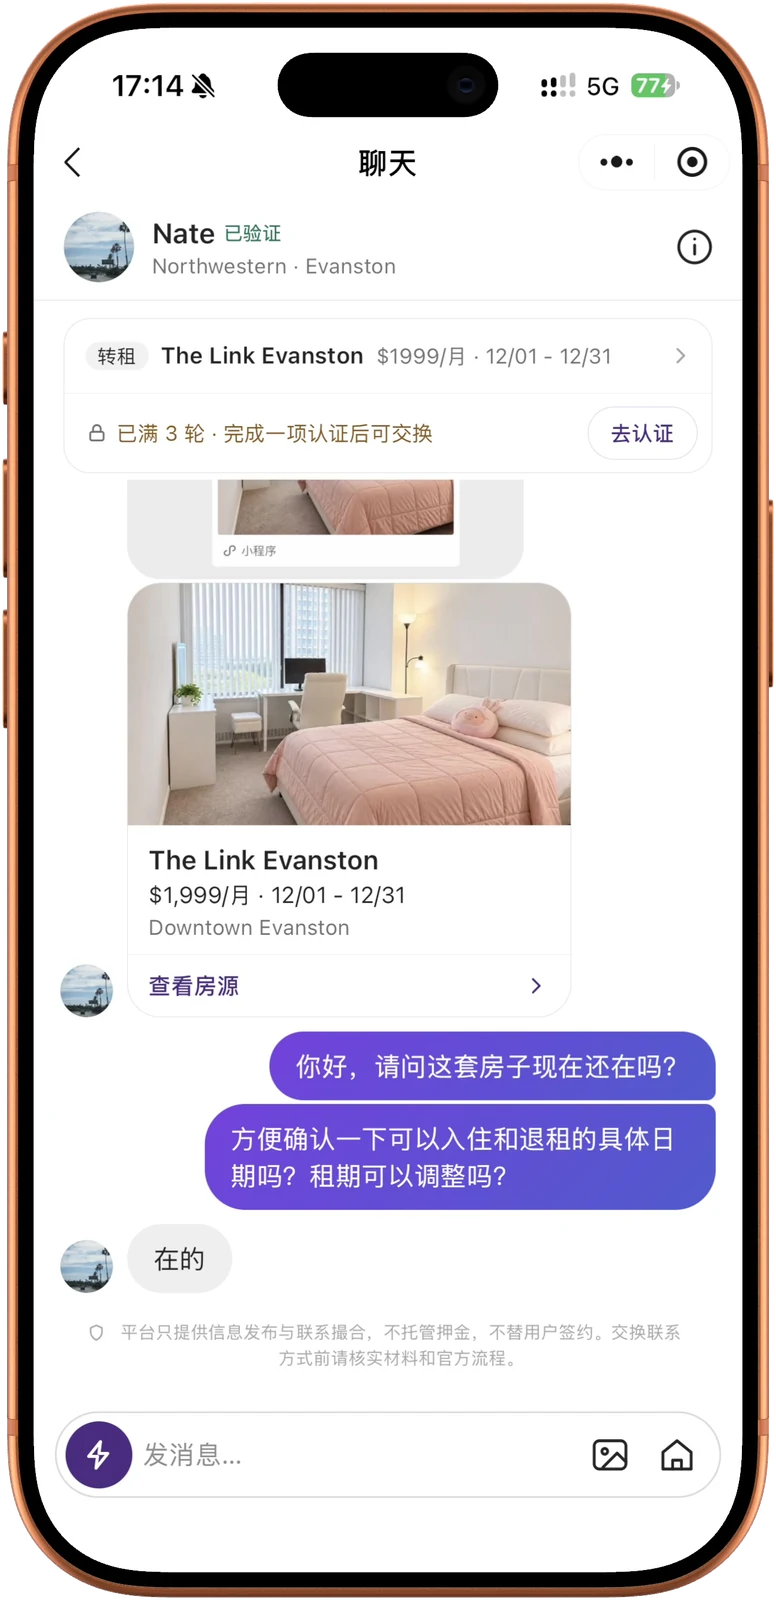 17:14 5G 77
聊天
Nate 已验证
Northwestern · Evanston
转租 The Link Evanston $1999/月 · 12/01 - 12/31
已满 3 轮 · 完成一项认证后可交换 去认证
小程序
The Link Evanston
$1,999/月 · 12/01 - 12/31
Downtown Evanston
查看房源
你好，请问这套房子现在还在吗？
方便确认一下可以入住和退租的具体日
期吗？租期可以调整吗？
在的
平台只提供信息发布与联系撮合，不托管押金，不替用户签约。交换联系
方式前请核实材料和官方流程。
发消息...